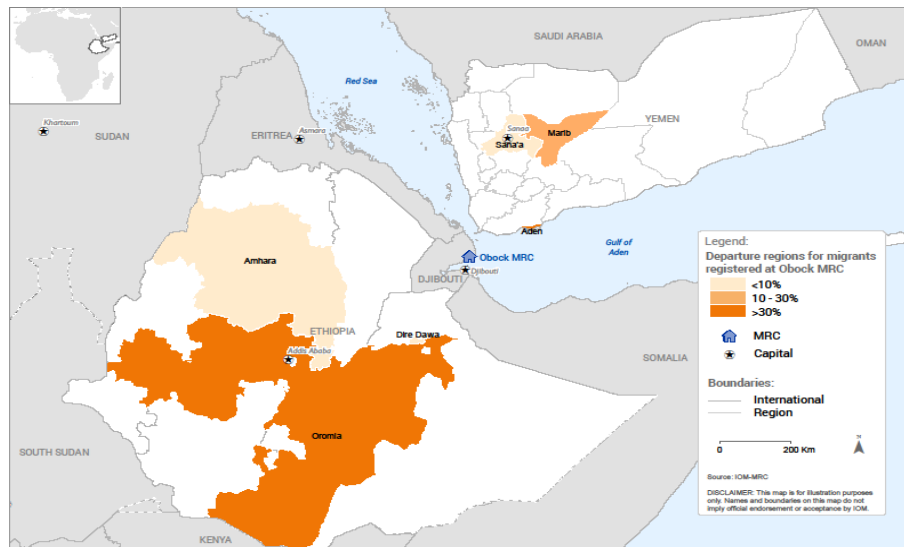 SAUDI ARABIA
OMAN
Red Sea
Khartoum
SUDAN
ERITREA
Asmara
YEMEN
Sanaa
Sana'a
Marib
Aden
Gulf of
Aden
Amhara
Obock MRC
Djibouti
DJIBOUTI
ETHIOPIA
Dire Dawa
Addis Ababa
SOMALIA
Oromia
SOUTH SUDAN
KENYA
Legend:
Departure regions for migrants
registered at Obock MRC
<10%
10 - 30%
>30%
MRC
Capital
Boundaries:
International
Region
0 200 Km
Source: IOM-MRC
DISCLAIMER: This map is for illustration purposes
only. Names and boundaries on this map do not
imply official endorsement or acceptance by IOM.